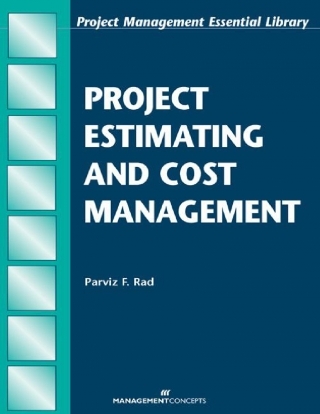 Project Management Essential Library
PROJECT
ESTIMATING
AND COST
MANAGEMENT
Parviz F. Rad
MANAGEMENTCONCEPTS